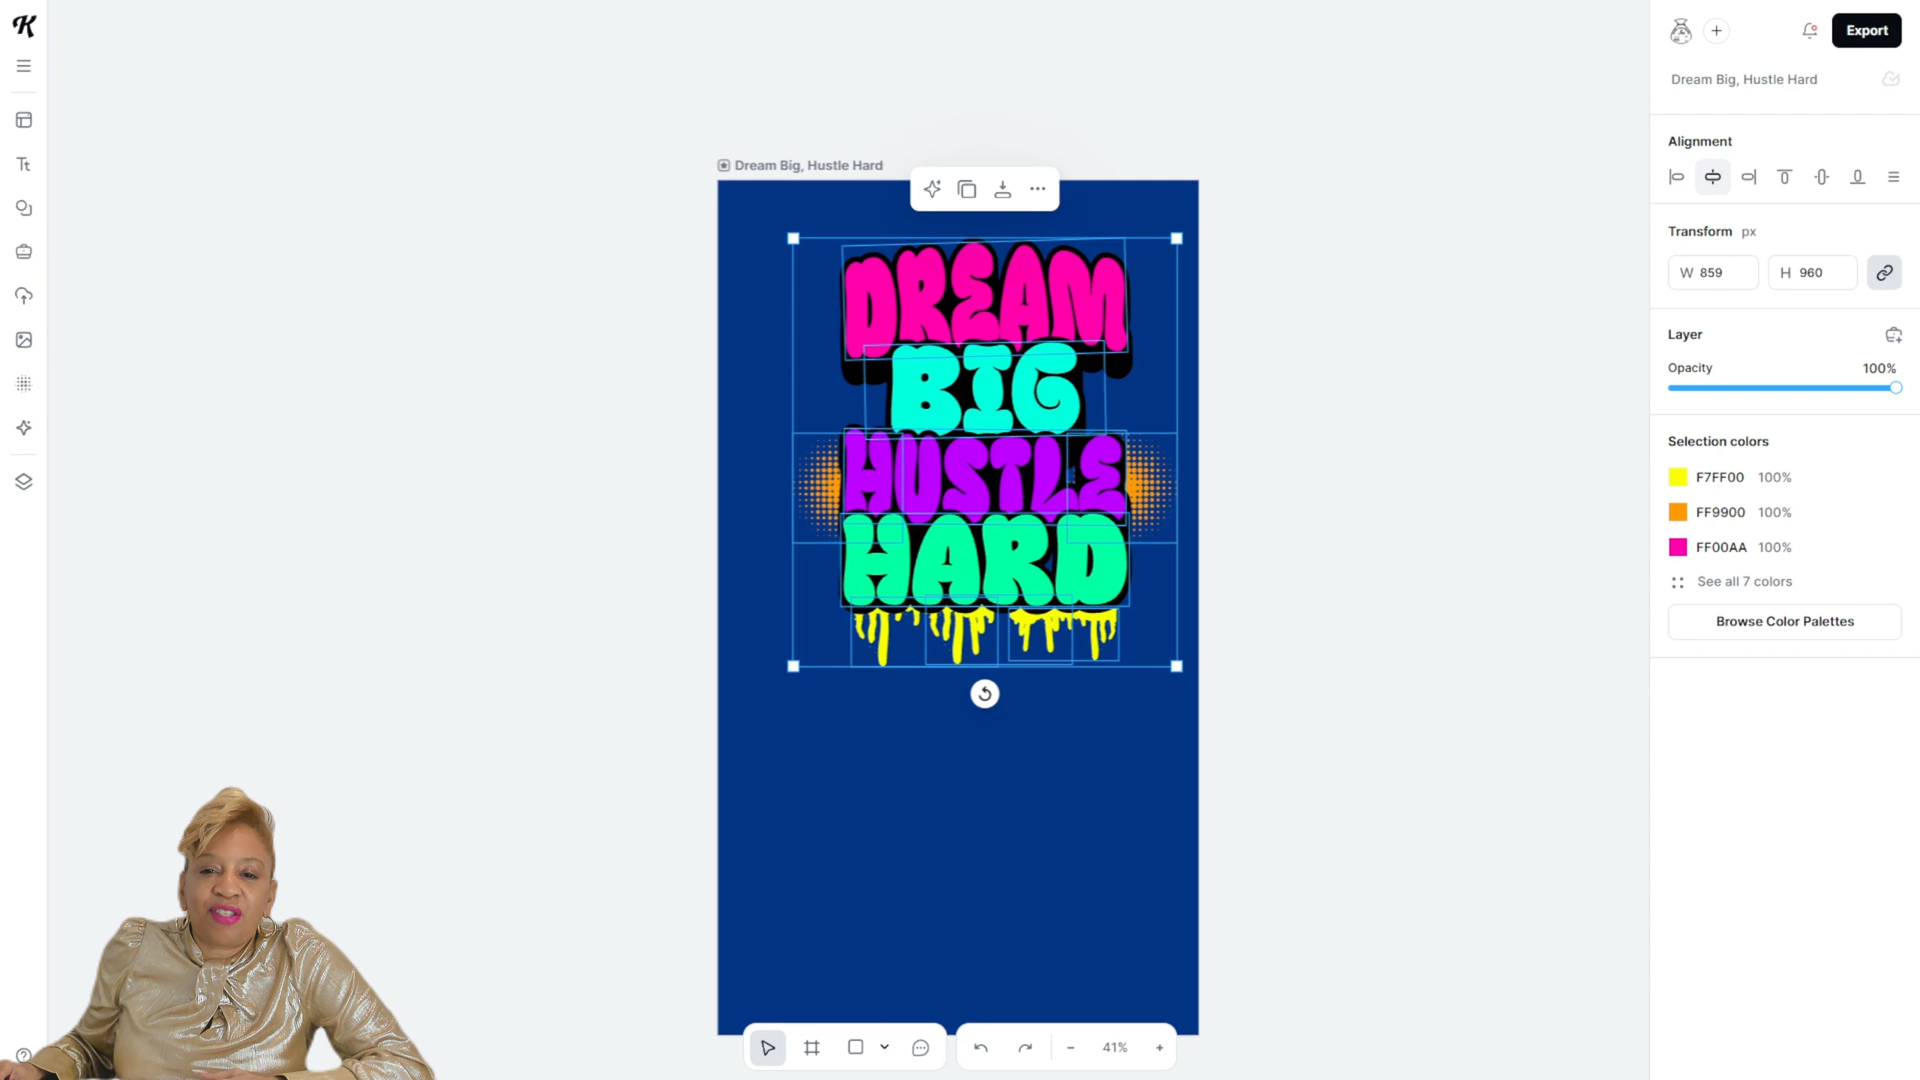 K
Export
Dream Big, Hustle Hard
Alignment
Transform px
W 859 H 960
Layer
Opacity 100%
Selection colors
F7FF00 100%
FF9900 100%
FF00AA 100%
See all 7 colors
Browse Color Palettes
Tt
Dream Big, Hustle Hard
DREAM
BIG
HUSTLE
HARD
41%